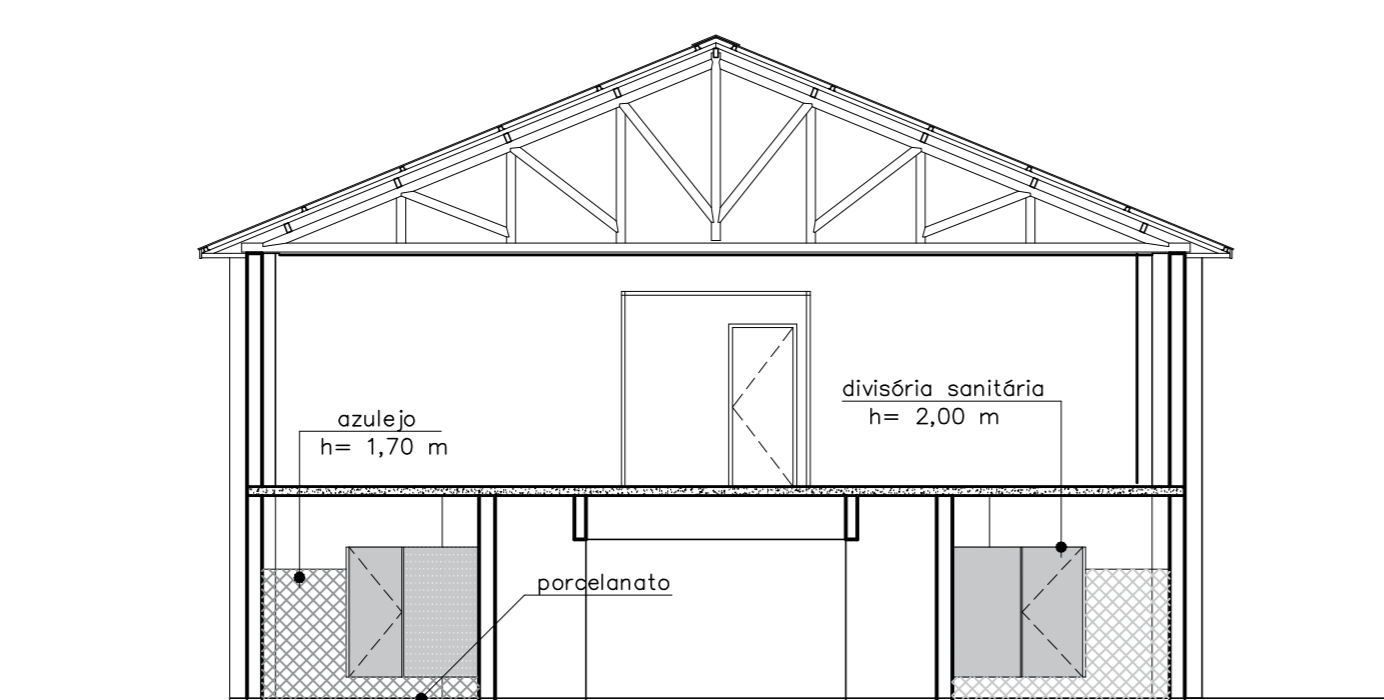 divisória sanitária
h= 2,00 m
azulejo
h= 1,70 m
porcelanato